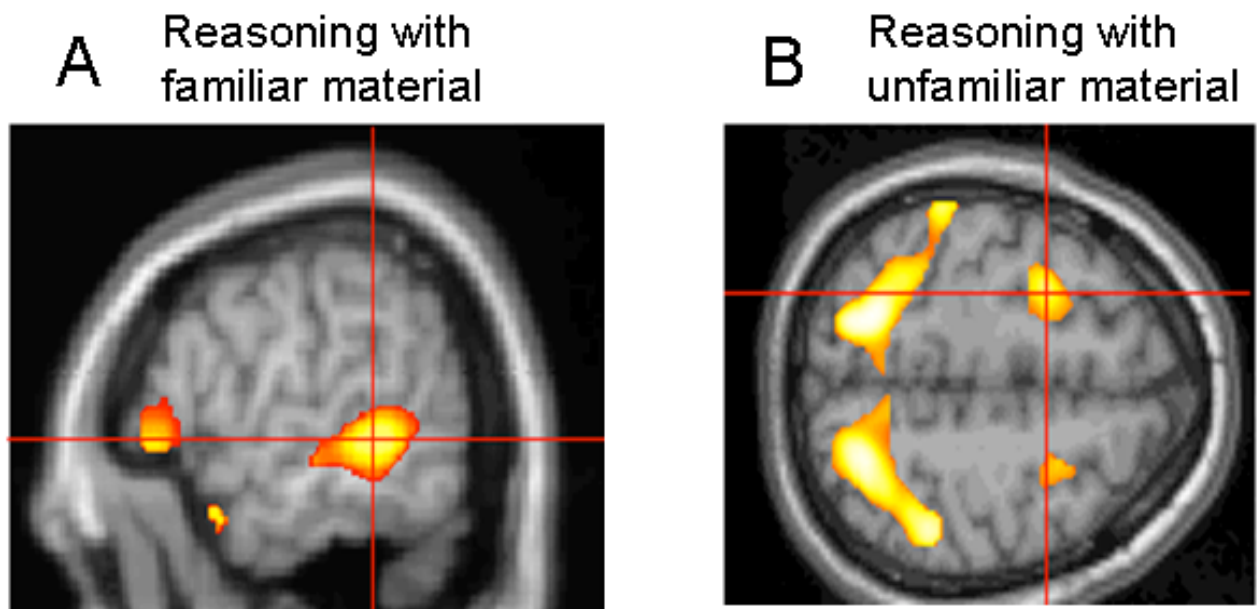 A
Reasoning with
familiar material
B
Reasoning with
unfamiliar material